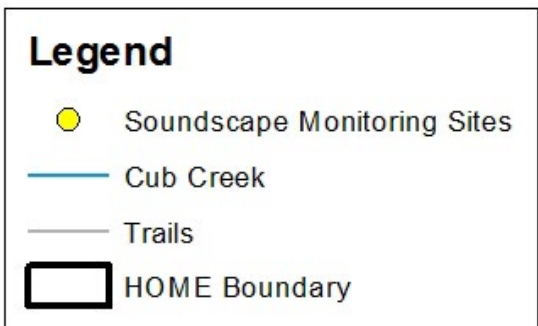 Legend
Soundscape Monitoring Sites
Cub Creek
Trails
HOME Boundary